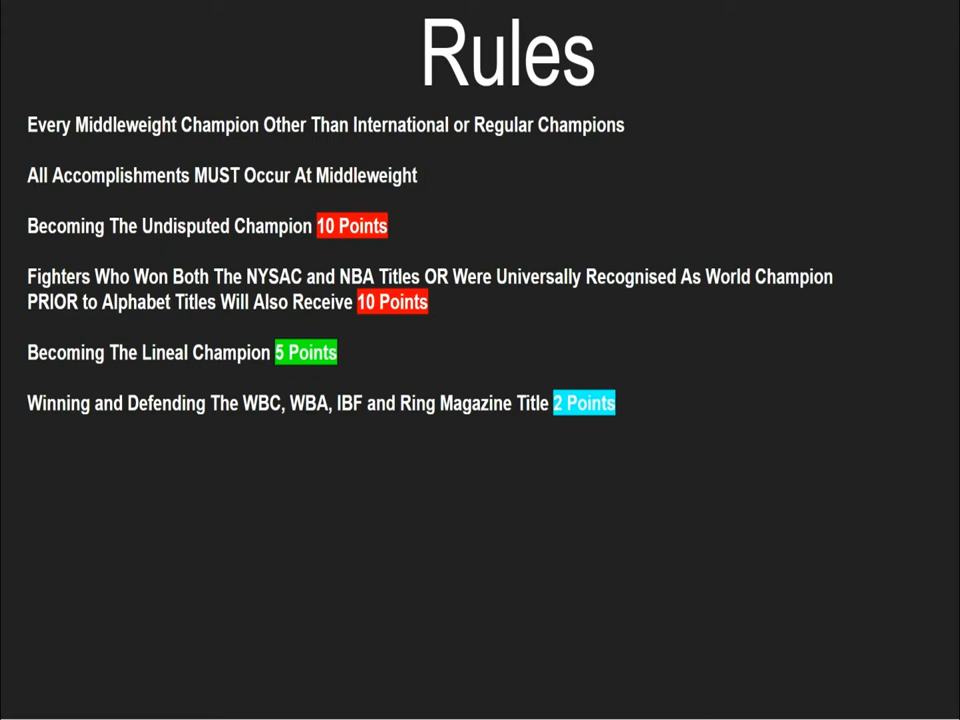 Rules
Every Middleweight Champion Other Than International or Regular Champions
All Accomplishments MUST Occur At Middleweight
Becoming The Undisputed Champion 10 Points
Fighters Who Won Both The NYSAC and NBA Titles OR Were Universally Recognised As World Champion
PRIOR to Alphabet Titles Will Also Receive 10 Points
Becoming The Lineal Champion 5 Points
Winning and Defending The WBC, WBA, IBF and Ring Magazine Title 2 Points